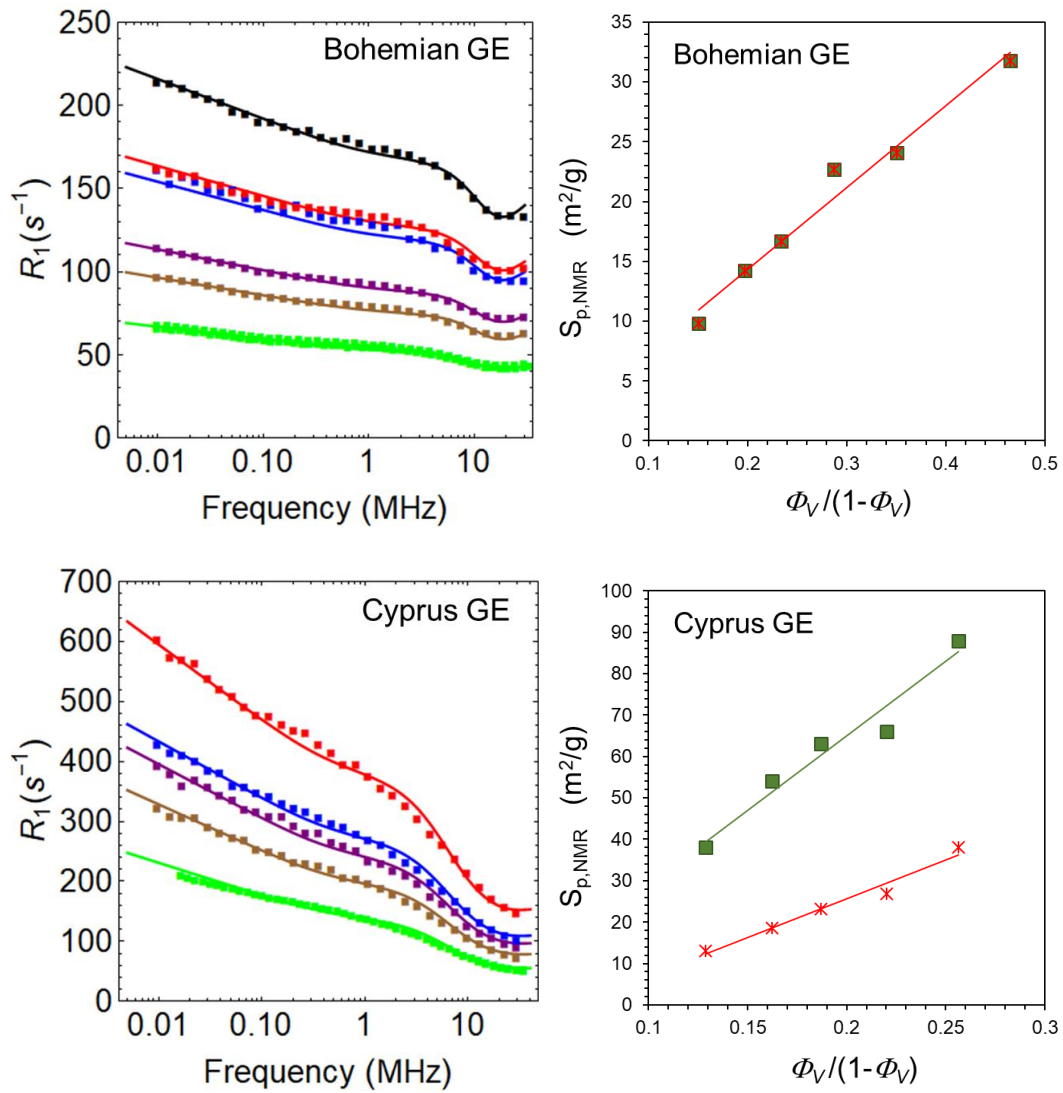 Bohemian GE
250
200
150
100
50
0
R₁(s⁻¹)
0.01 0.10 1 10
Frequency (MHz)
Bohemian GE
35
30
25
20
15
10
5
0
Sp,NMR (m²/g)
0.1 0.2 0.3 0.4 0.5
ΦV/(1-ΦV)
Cyprus GE
700
600
500
400
300
200
100
0
R₁(s⁻¹)
0.01 0.10 1 10
Frequency (MHz)
Cyprus GE
100
90
80
70
60
50
40
30
20
10
0
Sp,NMR (m²/g)
0.1 0.15 0.2 0.25 0.3
ΦV/(1-ΦV)